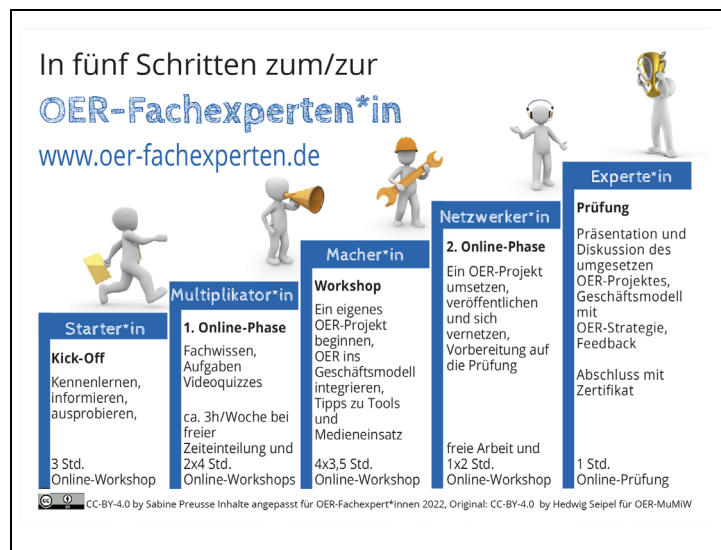 In fünf Schritten zum/zur
OER-Fachexperten*in
www.oer-fachexperten.de
Starter*in
Kick-Off
Kennenlernen,
informieren,
ausprobieren,
3 Std.
Online-Workshop
Multiplikator*in
1. Online-Phase
Fachwissen,
Aufgaben
Videoquizzes
ca. 3h/Woche bei
freier
Zeiteinteilung und
2x4 Std.
Online-Workshops
Macher*in
Workshop
Ein eigenes
OER-Projekt
beginnen,
OER ins
Geschäftsmodell
integrieren,
Tipps zu Tools
und
Medieneinsatz
4x3,5 Std.
Online-Workshop
Netzwerker*in
2. Online-Phase
Ein OER-Projekt
umsetzen,
veröffentlichen
und sich
vernetzen,
Vorbereitung auf
die Prüfung
freie Arbeit und
1x2 Std.
Online-Workshop
Experte*in
Prüfung
Präsentation und
Diskussion des
umgesetzen
OER-Projektes,
Geschäftsmodell
mit
OER-Strategie,
Feedback
Abschluss mit
Zertifikat
1 Std.
Online-Prüfung
CC BY
CC-BY-4.0 by Sabine Preusse Inhalte angepasst für OER-Fachexpert*innen 2022, Original: CC-BY-4.0 by Hedwig Seipel für OER-MuMiW